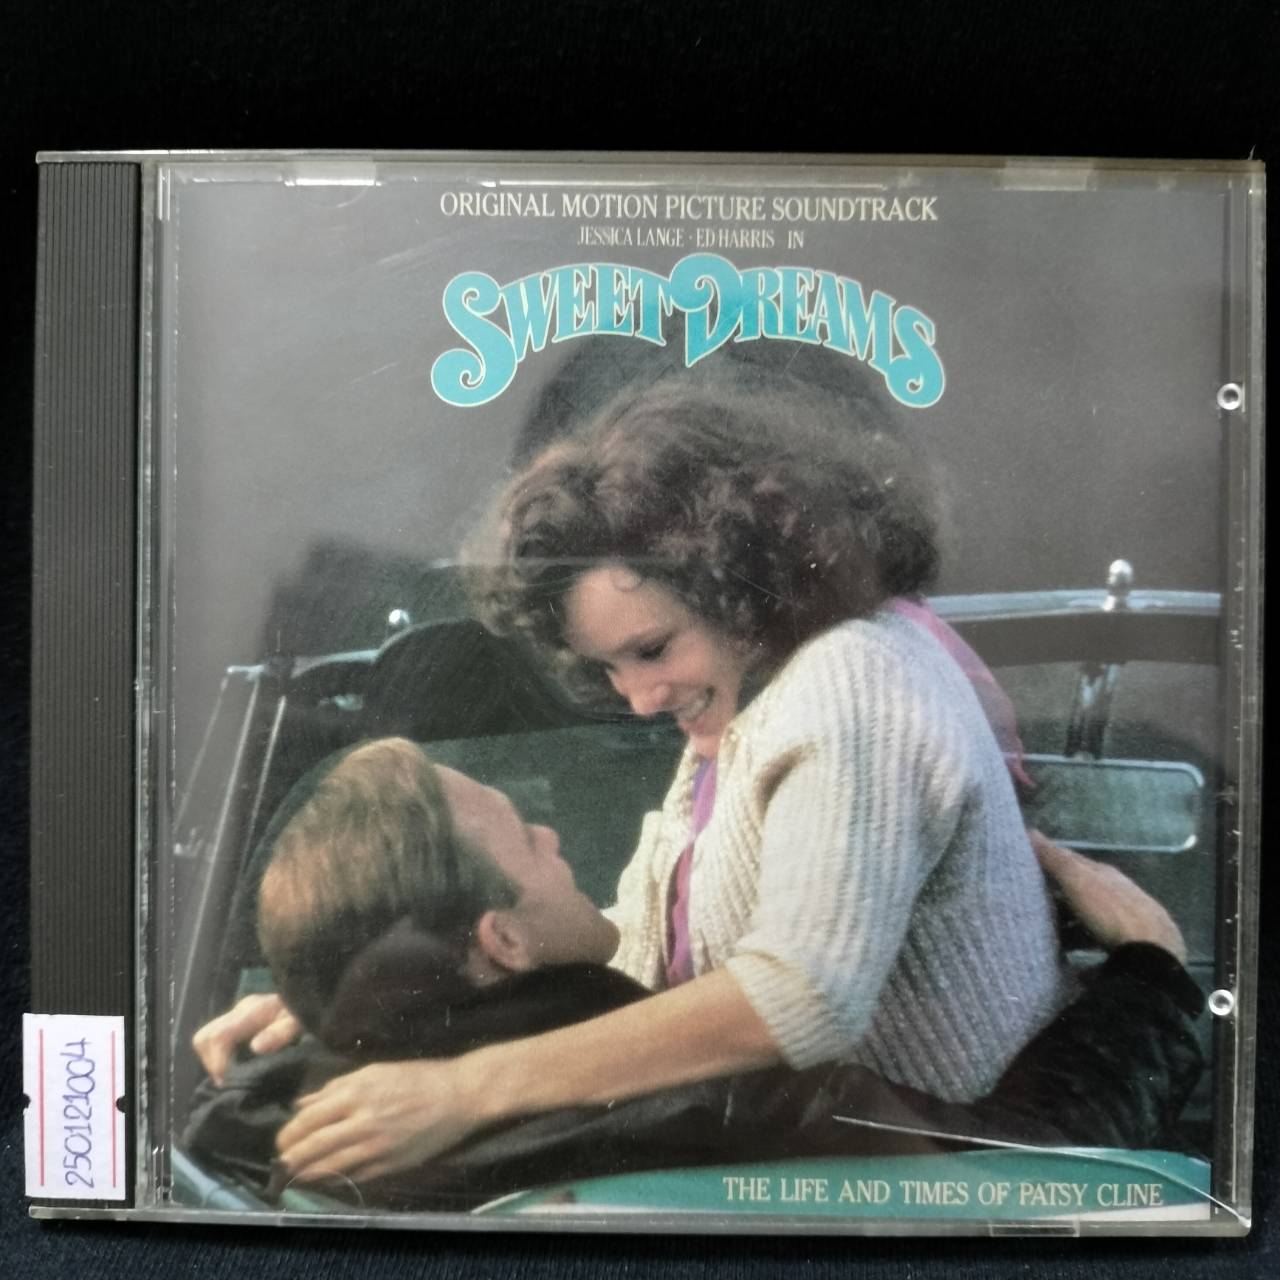 ORIGINAL MOTION PICTURE SOUNDTRACK
JESSICA LANGE · ED HARRIS IN
SWEET DREAMS
THE LIFE AND TIMES OF PATSY CLINE
250121004